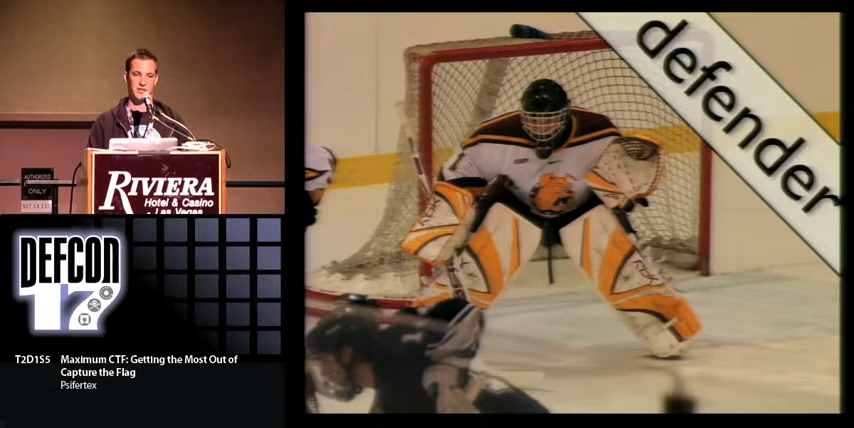 defender
AUTHORIZED
ONLY
RIVIERA
Hotel & Casino
Las Vegas
DEFCON
17
T2D1S5 Maximum CTF: Getting the Most Out of
Capture the Flag
Psifertex